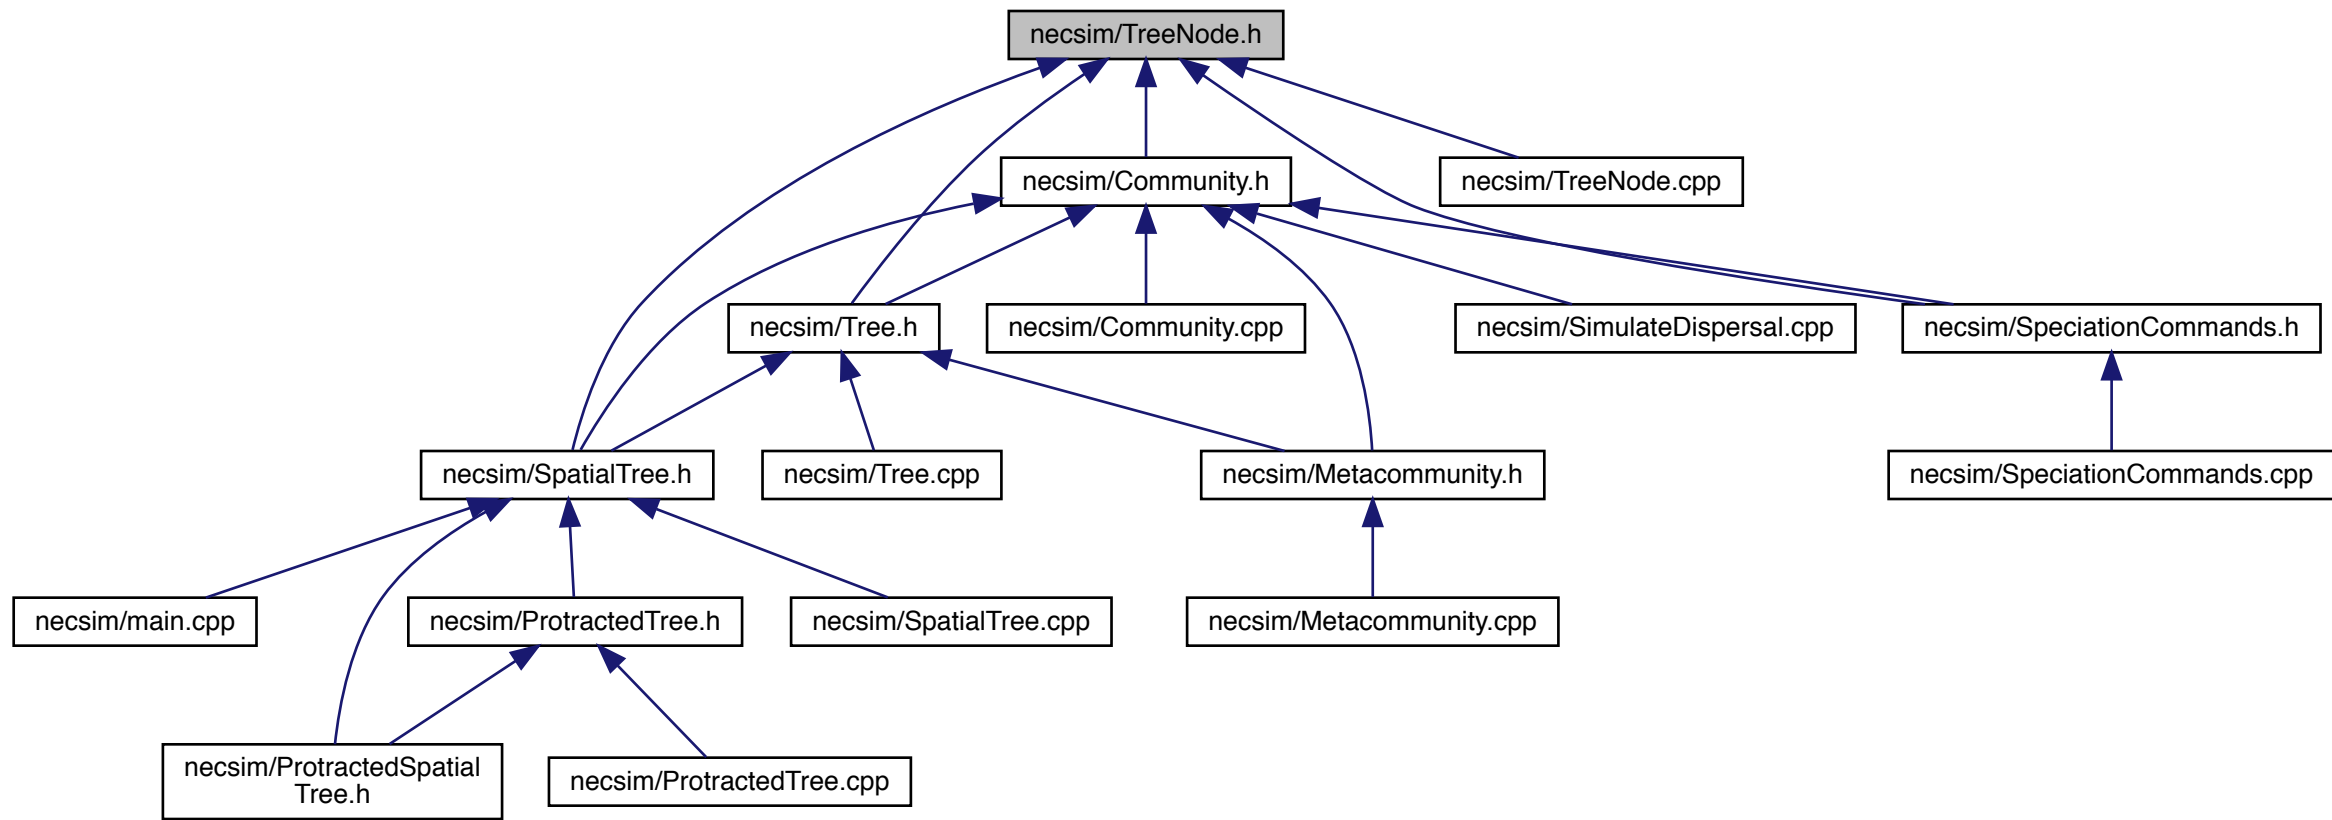 necsim/TreeNode.h
necsim/Community.h
necsim/TreeNode.cpp
necsim/Tree.h
necsim/Community.cpp
necsim/SimulateDispersal.cpp
necsim/SpeciationCommands.h
necsim/SpatialTree.h
necsim/Tree.cpp
necsim/Metacommunity.h
necsim/SpeciationCommands.cpp
necsim/main.cpp
necsim/ProtractedTree.h
necsim/SpatialTree.cpp
necsim/Metacommunity.cpp
necsim/ProtractedSpatial
Tree.h
necsim/ProtractedTree.cpp